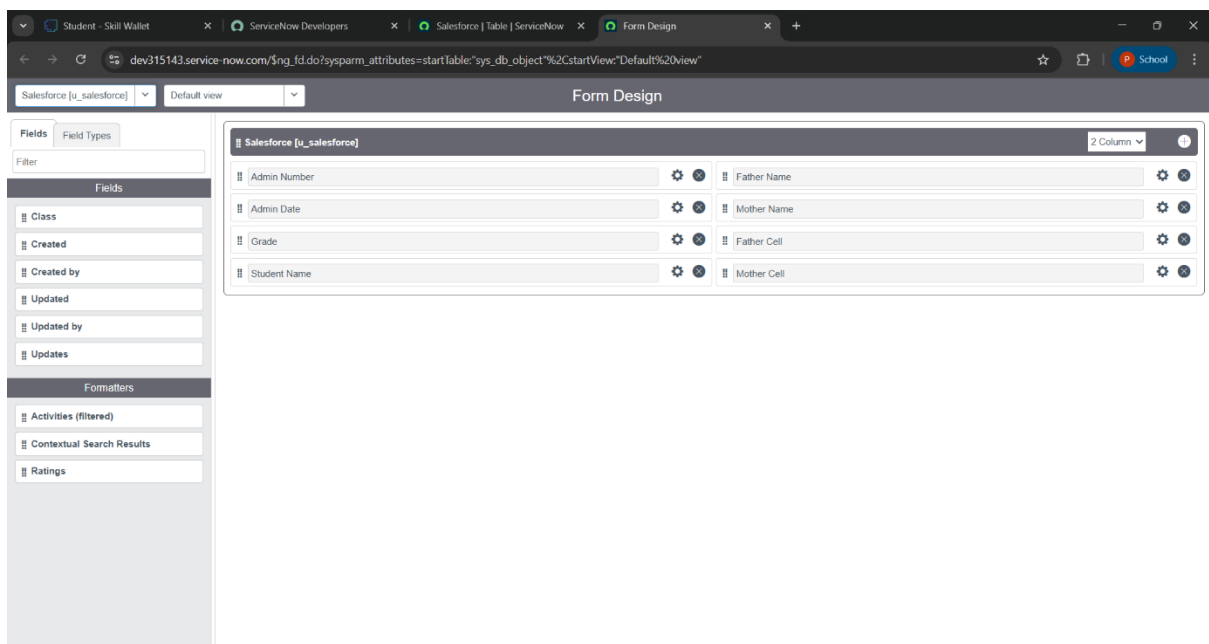 Student - Skill Wallet
ServiceNow Developers
Salesforce | Table | ServiceNow
Form Design
dev315143.service-now.com/$ng_fd.do?sysparm_attributes=startTable:"sys_db_object"%2CstartView:"Default%20view"
School
P
Salesforce [u_salesforce]
Default view
Form Design
Fields
Field Types
Filter
Fields
Class
Created
Created by
Updated
Updated by
Updates
Formatters
Activities (filtered)
Contextual Search Results
Ratings
Salesforce [u_salesforce]
2 Column
Admin Number
Father Name
Admin Date
Mother Name
Grade
Father Cell
Student Name
Mother Cell